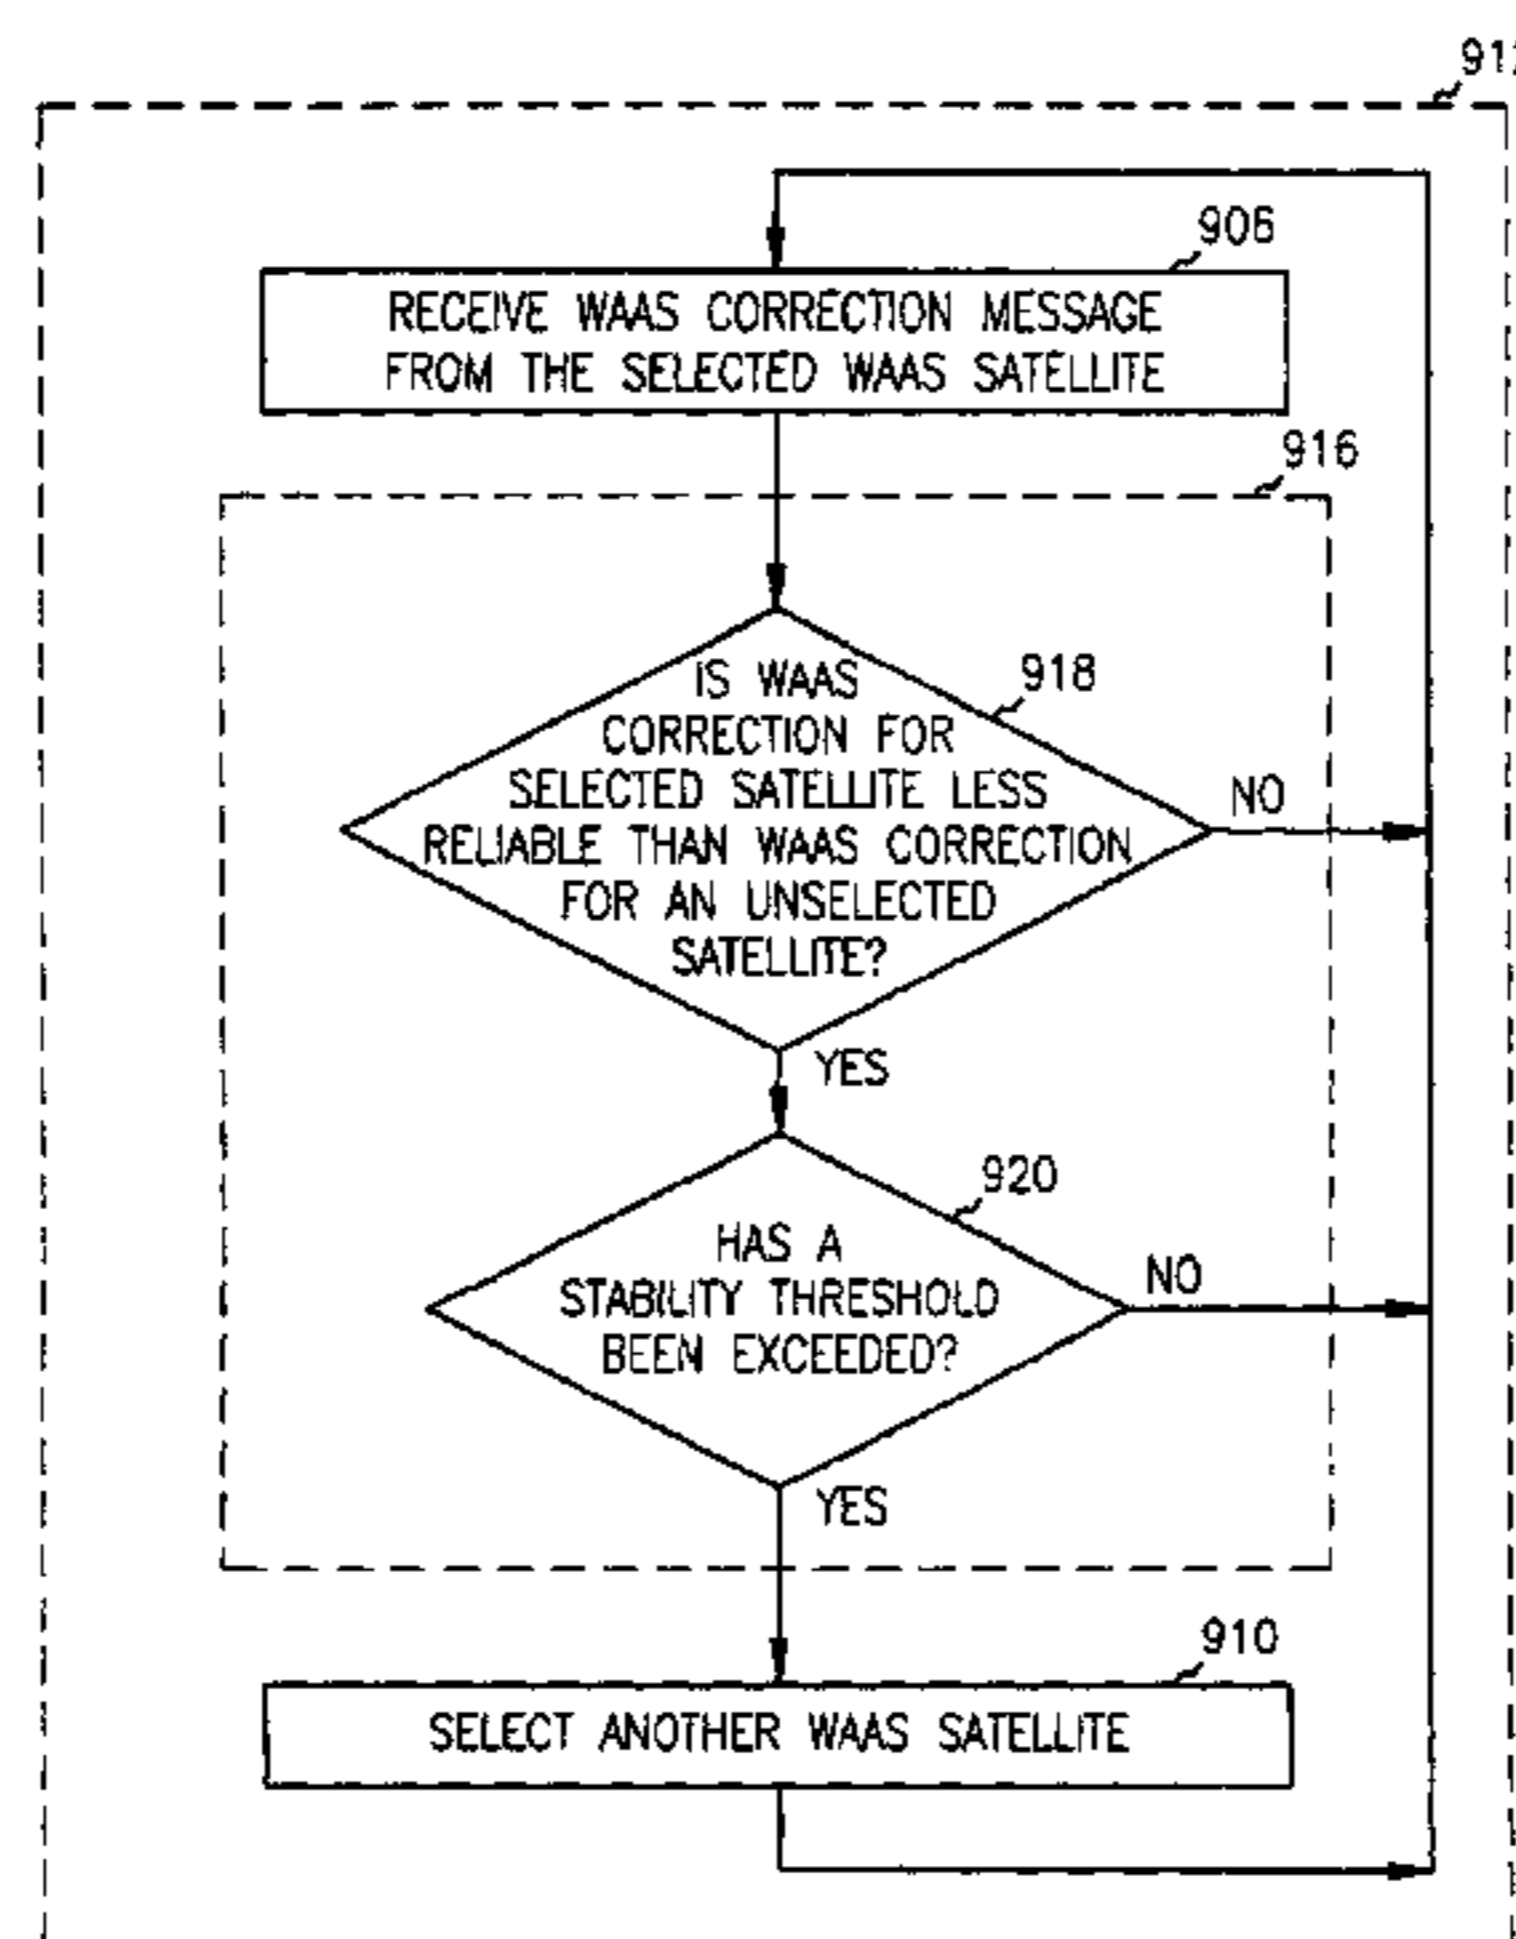 906
RECEIVE WAAS CORRECTION MESSAGE
FROM THE SELECTED WAAS SATELLITE
916
918
IS WAAS
CORRECTION FOR
SELECTED SATELLITE LESS
RELIABLE THAN WAAS CORRECTION
FOR AN UNSELECTED
SATELLITE?
NO
YES
920
HAS A
STABILITY THRESHOLD
BEEN EXCEEDED?
NO
YES
910
SELECT ANOTHER WAAS SATELLITE